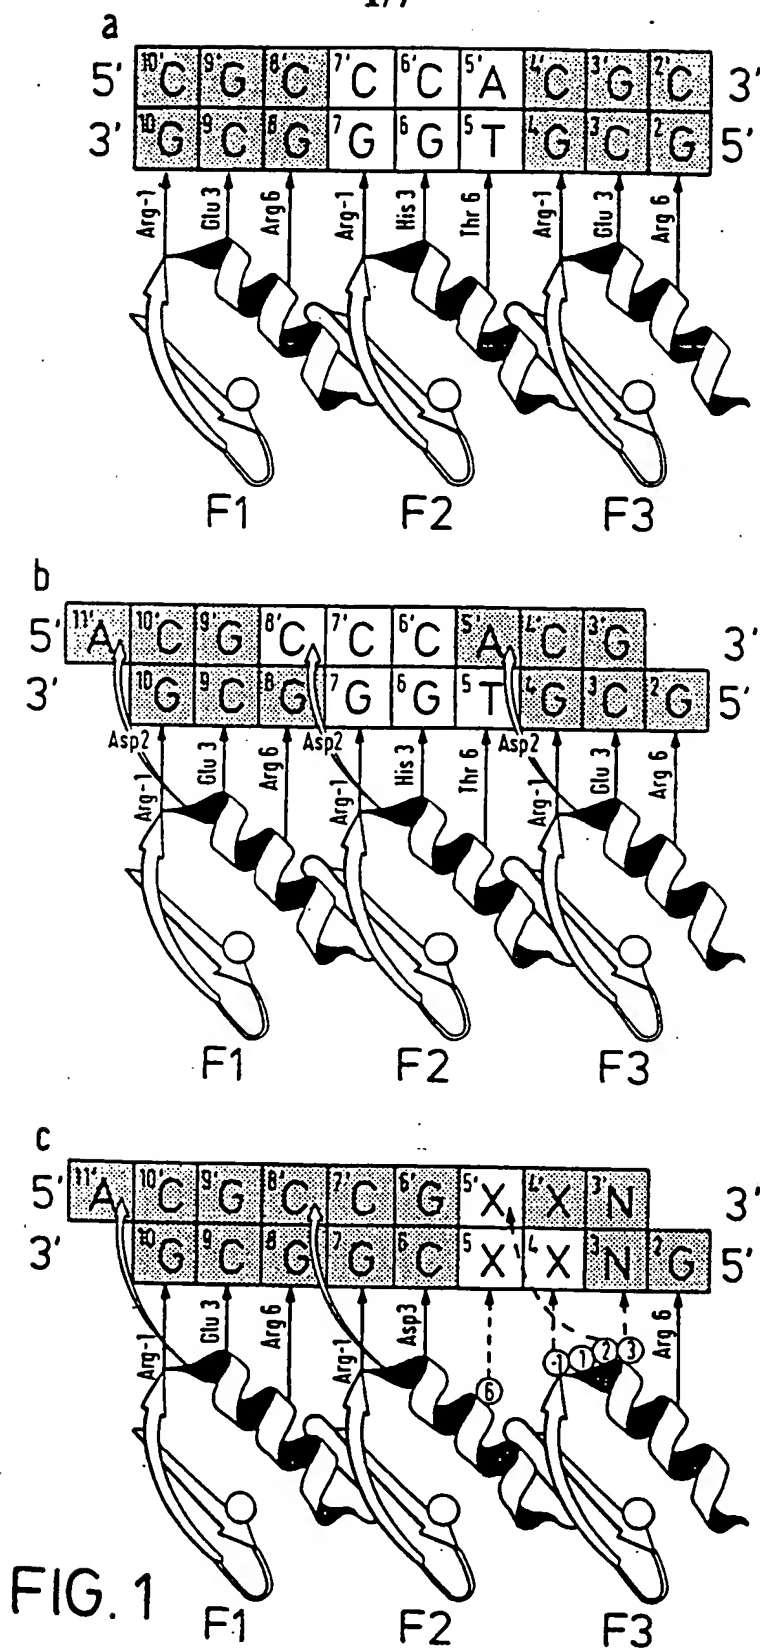 a
5' 10'C 9'G 8'C 7'C 6'C 5'A 4'C 3'G 2'C 3'
3' 10G 9C 8G 7G 6G 5T 4G 3C 2G 5'
Arg-1 Glu 3 Arg 6 Arg-1 His 3 Thr 6 Arg-1 Glu 3 Arg 6
F1 F2 F3
b
5' 11'A 10'C 9'G 8'C 7'C 6'C 5'A 4'C 3'G 3'
3' 10G 9C 8G 7G 6G 5T 4G 3C 2G 5'
Asp2 Asp2 Asp2
Arg-1 Glu 3 Arg 6 Arg-1 His 3 Thr 6 Arg-1 Glu 3 Arg 6
F1 F2 F3
c
5' 11'A 10'C 9'G 8'C 7'C 6'G 5'X 4'X 3'N 3'
3' 10G 9C 8G 7G 6C 5X 4X 3N 2G 5'
Arg-1 Glu 3 Arg 6 Arg-1 Asp3 6 -1 1 2 3 Arg 6
F1 F2 F3
FIG. 1